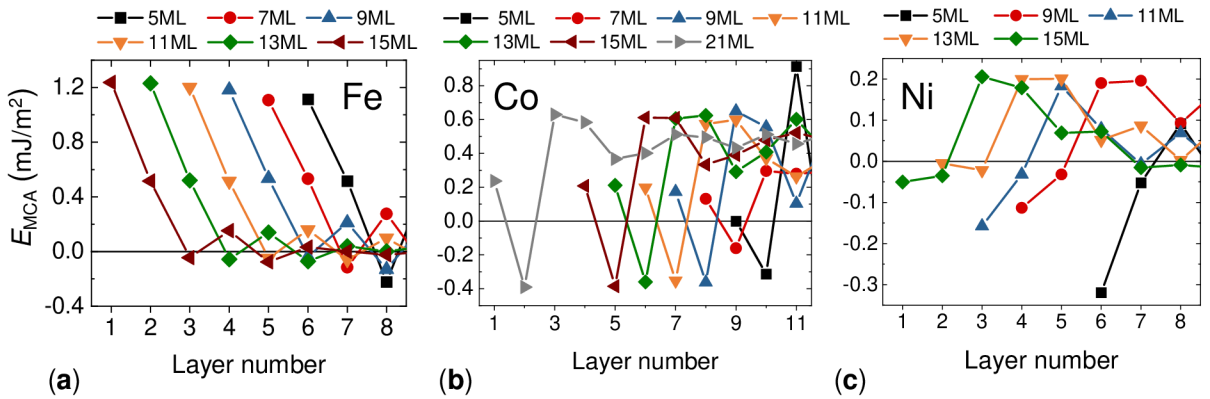 5ML 7ML 9ML
11ML 13ML 15ML
Fe
E_MCA (mJ/m²)
1.2
0.8
0.4
0.0
-0.4
1 2 3 4 5 6 7 8
Layer number
(a)
5ML 7ML 9ML 11ML
13ML 15ML 21ML
Co
0.8
0.6
0.4
0.2
0.0
-0.2
-0.4
1 3 5 7 9 11
Layer number
(b)
5ML 9ML 11ML
13ML 15ML
Ni
0.2
0.1
0.0
-0.1
-0.2
-0.3
1 2 3 4 5 6 7 8
Layer number
(c)